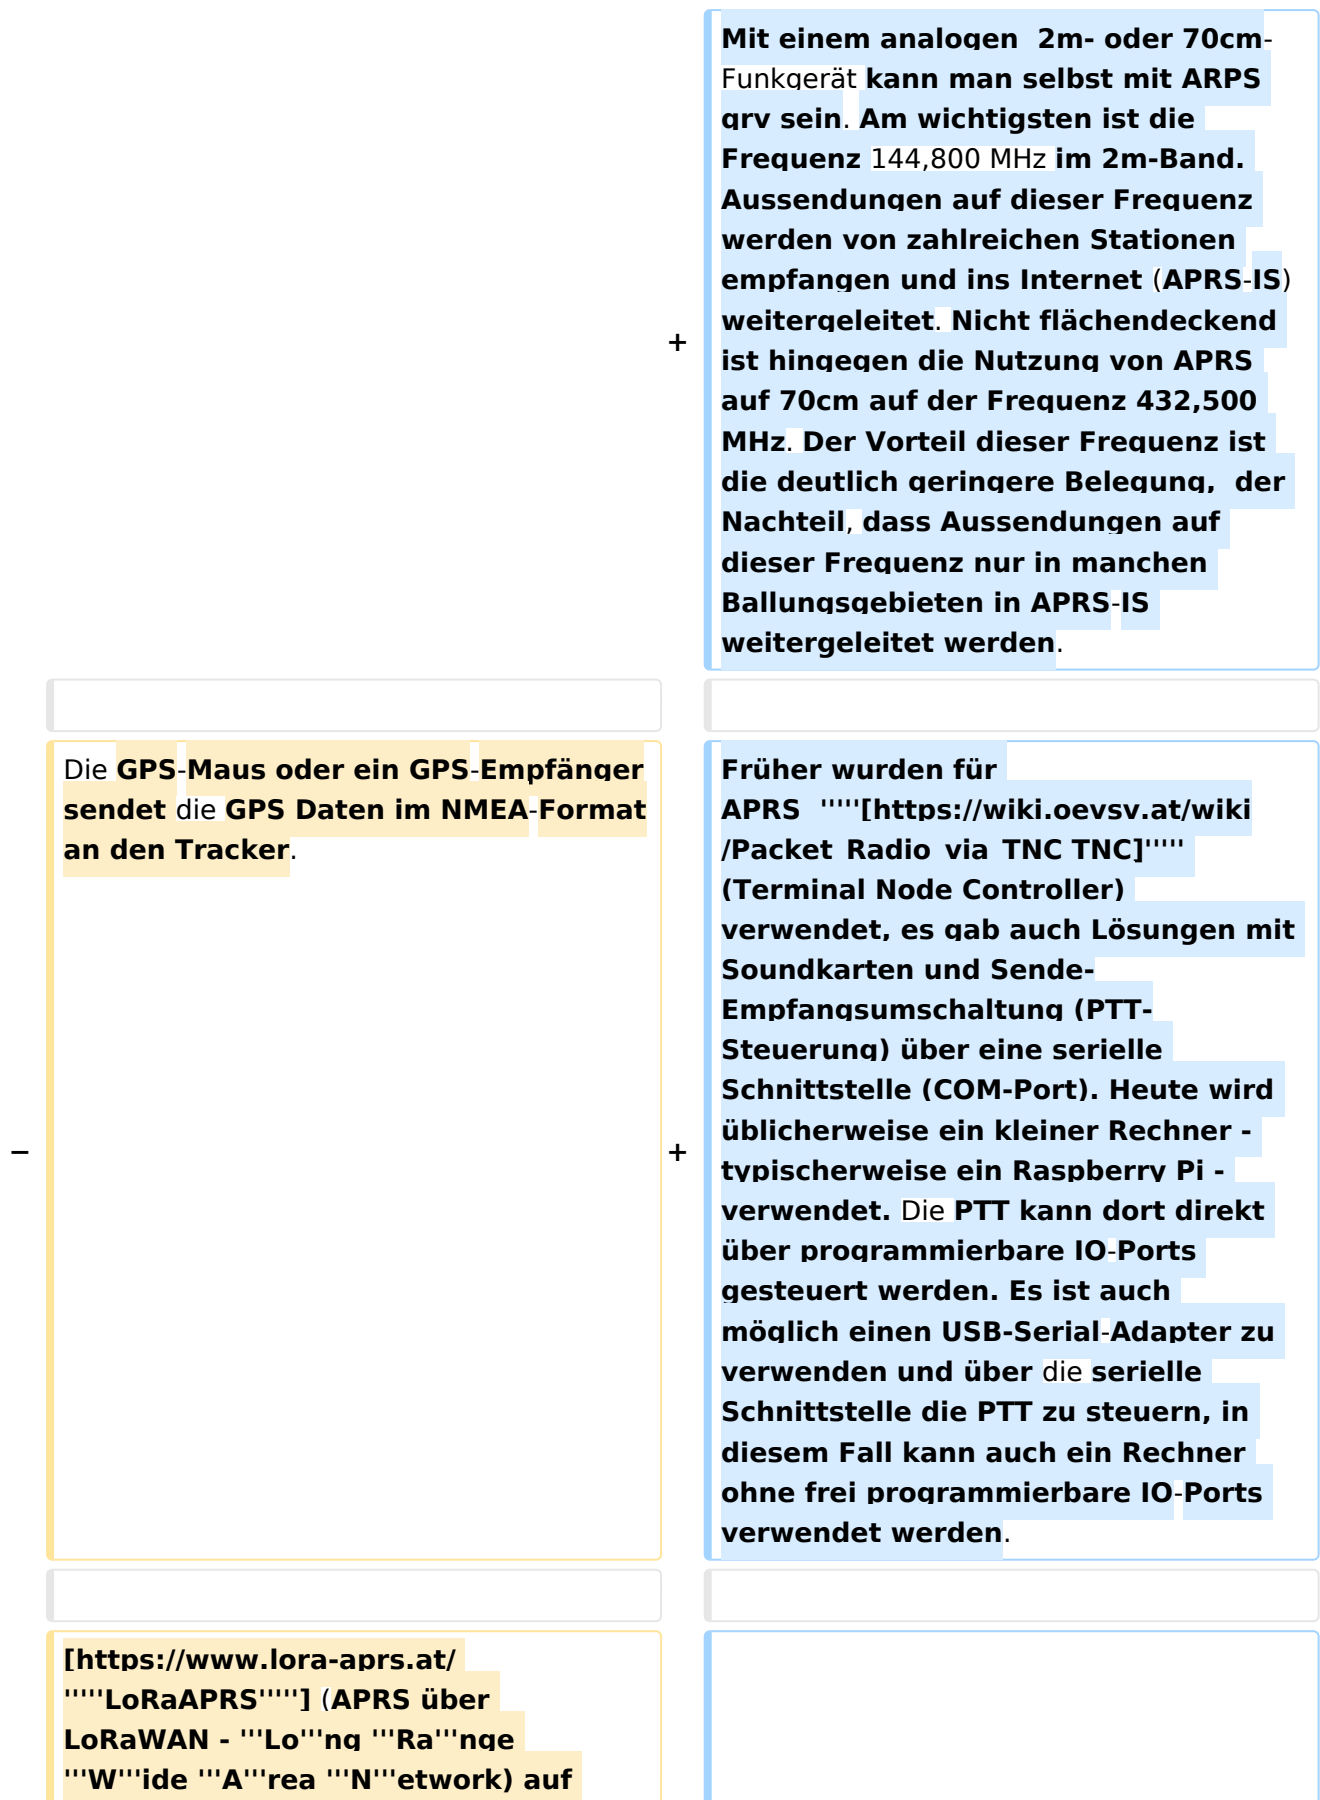 Mit einem analogen  2m- oder 70cm-
Funkgerät kann man selbst mit ARPS
qrv sein. Am wichtigsten ist die
Frequenz 144,800 MHz im 2m-Band.
Aussendungen auf dieser Frequenz
werden von zahlreichen Stationen
empfangen und ins Internet (APRS-IS)
weitergeleitet. Nicht flächendeckend
+
ist hingegen die Nutzung von APRS
auf 70cm auf der Frequenz 432,500
MHz. Der Vorteil dieser Frequenz ist
die deutlich geringere Belegung,  der
Nachteil, dass Aussendungen auf
dieser Frequenz nur in manchen
Ballungsgebieten in APRS-IS
weitergeleitet werden.
−
Die GPS-Maus oder ein GPS-Empfänger
sendet die GPS Daten im NMEA-Format
an den Tracker.
+
Früher wurden für
APRS  '''''[https://wiki.oevsv.at/wiki
/Packet_Radio_via_TNC TNC]'''''
(Terminal Node Controller)
verwendet, es gab auch Lösungen mit
Soundkarten und Sende-
Empfangsumschaltung (PTT-
Steuerung) über eine serielle
Schnittstelle (COM-Port). Heute wird
üblicherweise ein kleiner Rechner -
typischerweise ein Raspberry Pi -
verwendet. Die PTT kann dort direkt
über programmierbare IO-Ports
gesteuert werden. Es ist auch
möglich einen USB-Serial-Adapter zu
verwenden und über die serielle
Schnittstelle die PTT zu steuern, in
diesem Fall kann auch ein Rechner
ohne frei programmierbare IO-Ports
verwendet werden.
[https://www.lora-aprs.at/
'''''LoRaAPRS'''''] (APRS über
LoRaWAN - '''Lo'''ng '''Ra'''nge
'''W'''ide '''A'''rea '''N'''etwork) auf